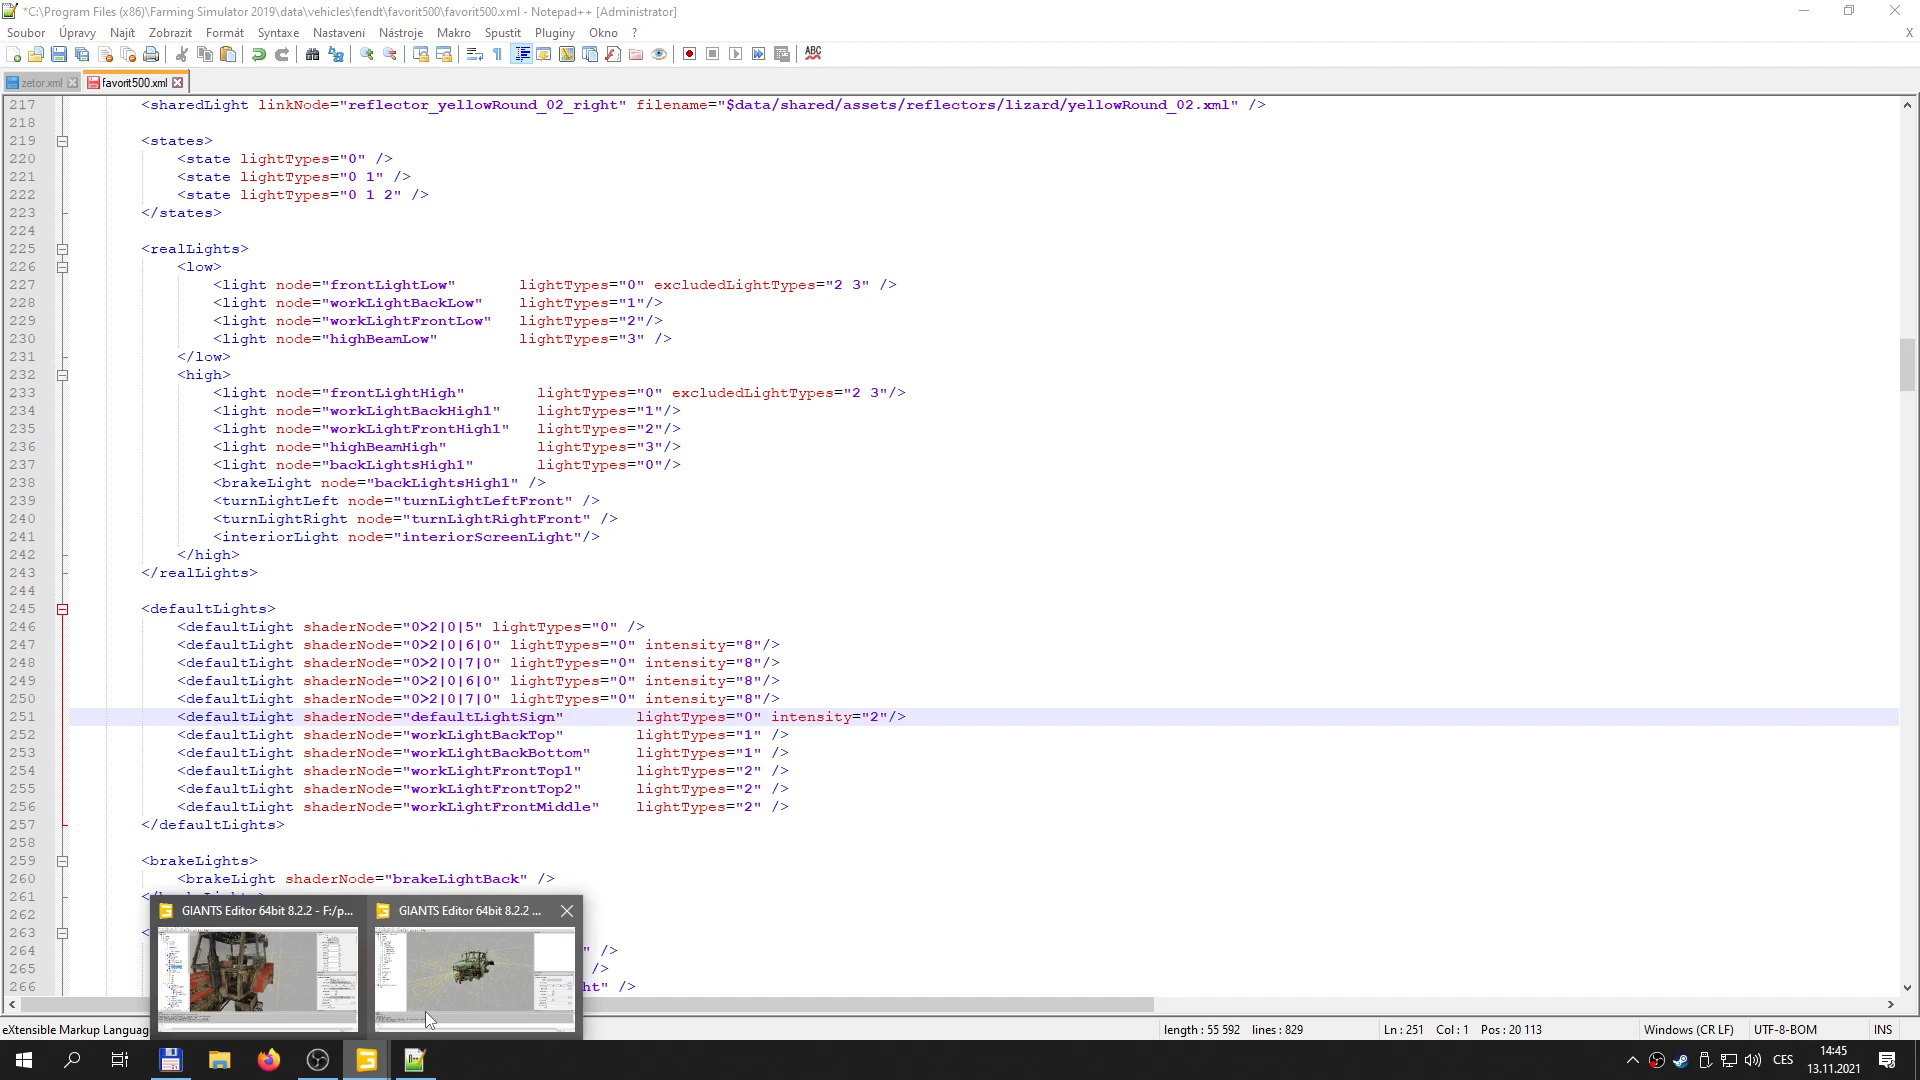 *C:\Program Files (x86)\Farming Simulator 2019\data\vehicles\fendt\favorit500\favorit500.xml - Notepad++ [Administrator]
Soubor Úpravy Najít Zobrazit Formát Syntaxe Nastavení Nástroje Makro Spustit Pluginy Okno ? X
zetor.xml favorit500.xml
217 <sharedLight linkNode="reflector_yellowRound_02_right" filename="$data/shared/assets/reflectors/lizard/yellowRound_02.xml" />
218
219 <states>
220 <state lightTypes="0" />
221 <state lightTypes="0 1" />
222 <state lightTypes="0 1 2" />
223 </states>
224
225 <realLights>
226 <low>
227 <light node="frontLightLow" lightTypes="0" excludedLightTypes="2 3" />
228 <light node="workLightBackLow" lightTypes="1"/>
229 <light node="workLightFrontLow" lightTypes="2"/>
230 <light node="highBeamLow" lightTypes="3" />
231 </low>
232 <high>
233 <light node="frontLightHigh" lightTypes="0" excludedLightTypes="2 3"/>
234 <light node="workLightBackHigh1" lightTypes="1"/>
235 <light node="workLightFrontHigh1" lightTypes="2"/>
236 <light node="highBeamHigh" lightTypes="3"/>
237 <light node="backLightsHigh1" lightTypes="0"/>
238 <brakeLight node="backLightsHigh1" />
239 <turnLightLeft node="turnLightLeftFront" />
240 <turnLightRight node="turnLightRightFront" />
241 <interiorLight node="interiorScreenLight"/>
242 </high>
243 </realLights>
244
245 <defaultLights>
246 <defaultLight shaderNode="0>2|0|5" lightTypes="0" />
247 <defaultLight shaderNode="0>2|0|6|0" lightTypes="0" intensity="8"/>
248 <defaultLight shaderNode="0>2|0|7|0" lightTypes="0" intensity="8"/>
249 <defaultLight shaderNode="0>2|0|6|0" lightTypes="0" intensity="8"/>
250 <defaultLight shaderNode="0>2|0|7|0" lightTypes="0" intensity="8"/>
251 <defaultLight shaderNode="defaultLightSign" lightTypes="0" intensity="2"/>
252 <defaultLight shaderNode="workLightBackTop" lightTypes="1" />
253 <defaultLight shaderNode="workLightBackBottom" lightTypes="1" />
254 <defaultLight shaderNode="workLightFrontTop1" lightTypes="2" />
255 <defaultLight shaderNode="workLightFrontTop2" lightTypes="2" />
256 <defaultLight shaderNode="workLightFrontMiddle" lightTypes="2" />
257 </defaultLights>
258
259 <brakeLights>
260 <brakeLight shaderNode="brakeLightBack" />
261
262
263
264 " />
265 />
266 ht" />
GIANTS Editor 64bit 8.2.2 - F:/p... GIANTS Editor 64bit 8.2.2 ...
eXtensible Markup Languag length : 55 592 lines : 829 Ln : 251 Col : 1 Pos : 20 113 Windows (CR LF) UTF-8-BOM INS
CES 14:45
13.11.2021